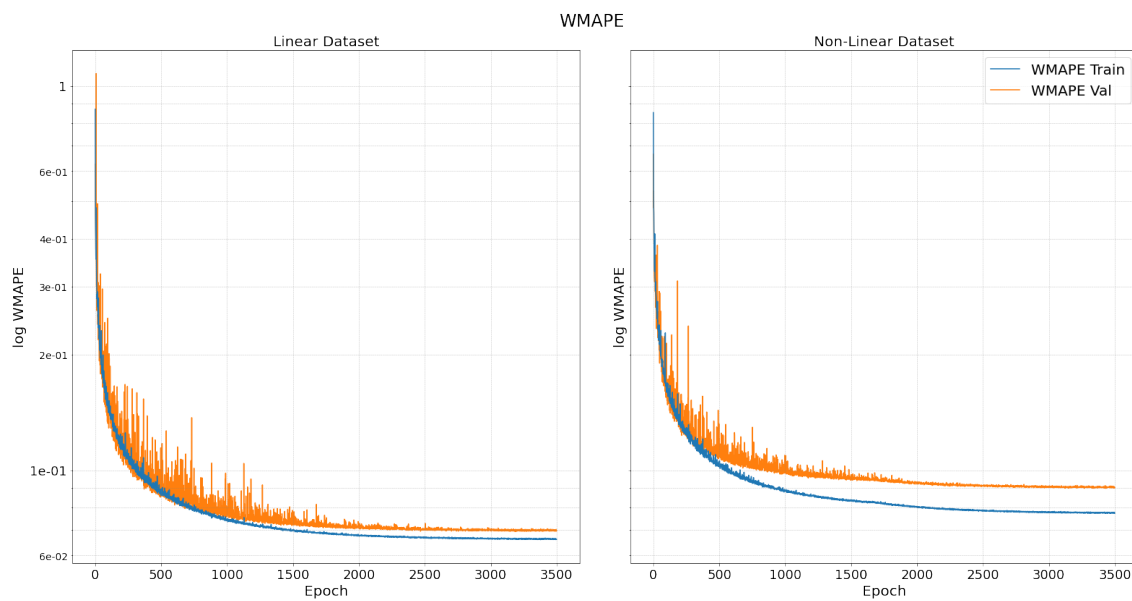 WMAPE
Linear Dataset
log WMAPE
1
6e-01
4e-01
3e-01
2e-01
1e-01
6e-02
0 500 1000 1500 2000 2500 3000 3500
Epoch
Non-Linear Dataset
WMAPE Train
WMAPE Val
log WMAPE
0 500 1000 1500 2000 2500 3000 3500
Epoch